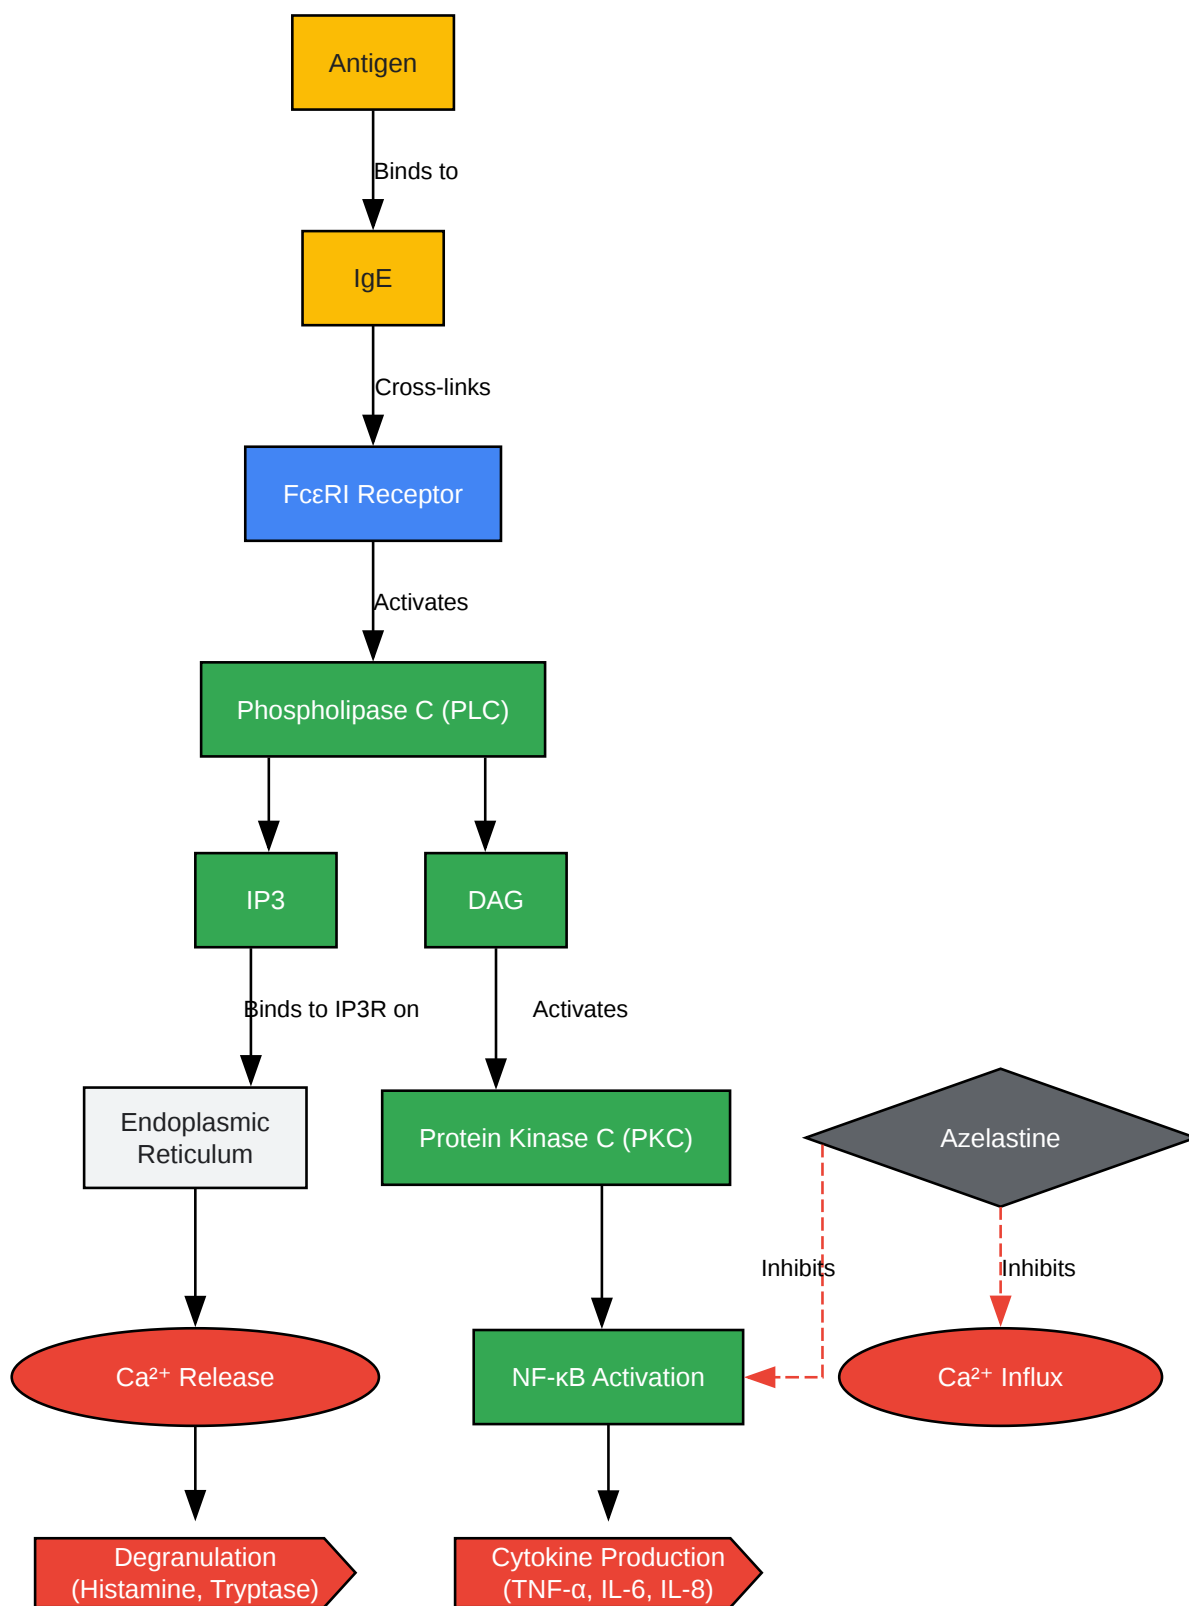 Antigen
Binds to
IgE
Cross-links
FcεRI Receptor
Activates
Phospholipase C (PLC)
IP3
DAG
Binds to IP3R on
Activates
Endoplasmic
Reticulum
Protein Kinase C (PKC)
Azelastine
Inhibits
Inhibits
Ca²⁺ Release
NF-κB Activation
Ca²⁺ Influx
Degranulation
(Histamine, Tryptase)
Cytokine Production
(TNF-α, IL-6, IL-8)